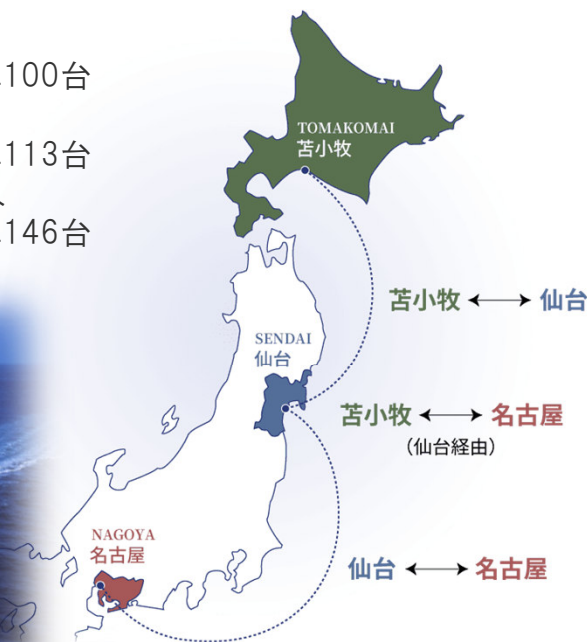 100台
113台
146台
TOMAKOMAI
苫小牧
苫小牧 ⟷ 仙台
SENDAI
仙台
苫小牧 ⟷ 名古屋
(仙台経由)
NAGOYA
名古屋
仙台 ⟷ 名古屋